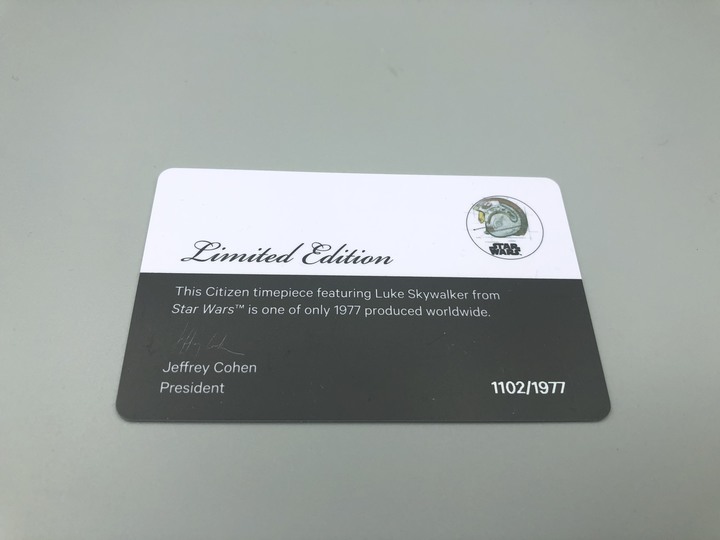 STAR
WARS
Limited Edition
This Citizen timepiece featuring Luke Skywalker from
Star Wars™ is one of only 1977 produced worldwide.
Jeffrey Cohen
President
1102/1977